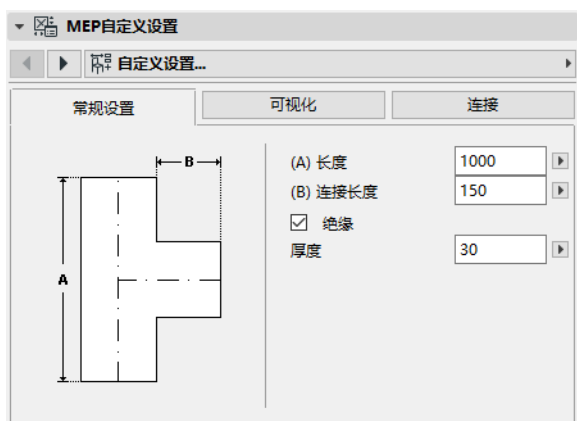 MEP自定义设置
自定义设置...
常规设置 可视化 连接
B
A
(A) 长度 1000
(B) 连接长度 150
绝缘
厚度 30